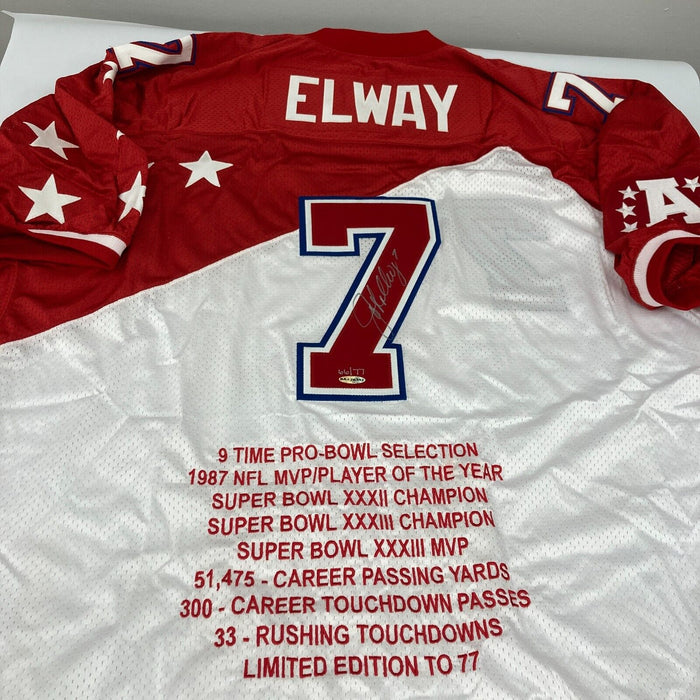 7 7
ELWAY
A
7
66/77
9 TIME PRO-BOWL SELECTION
1987 NFL MVP/PLAYER OF THE YEAR
SUPER BOWL XXXII CHAMPION
SUPER BOWL XXXIII CHAMPION
SUPER BOWL XXXIII MVP
51,475 - CAREER PASSING YARDS
300 - CAREER TOUCHDOWN PASSES
33 - RUSHING TOUCHDOWNS
LIMITED EDITION TO 77